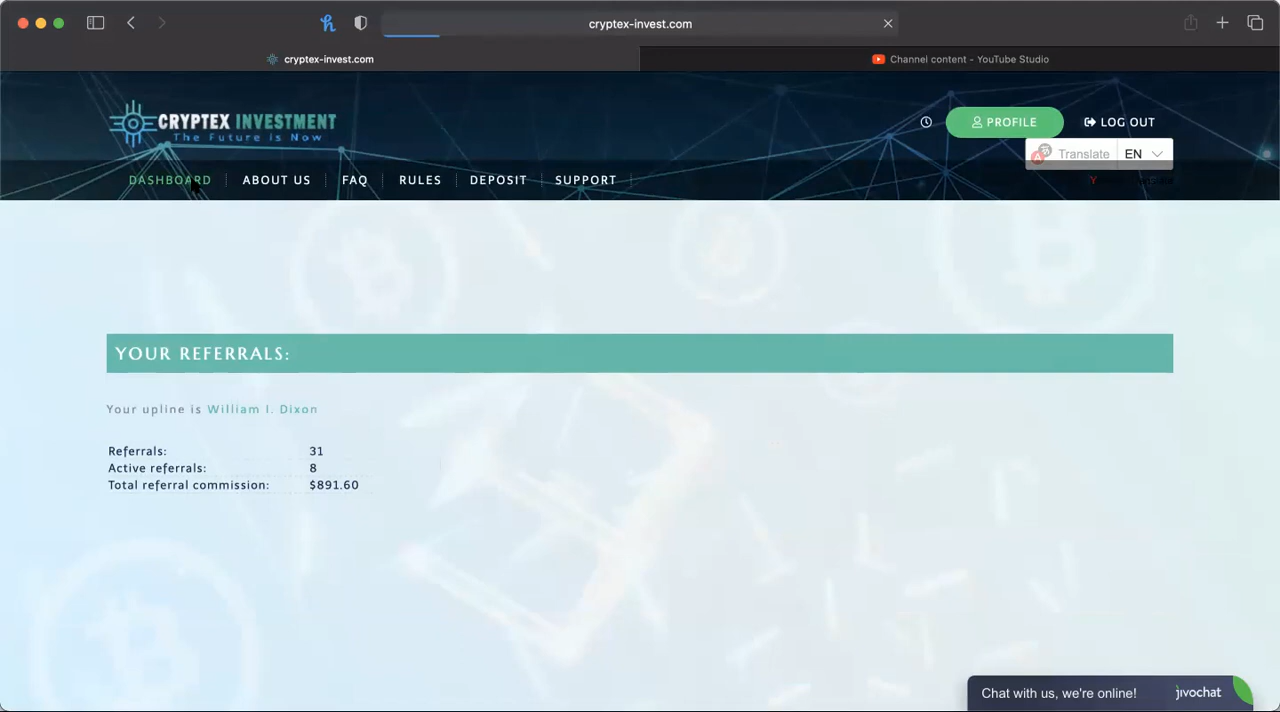 cryptex-invest.com
cryptex-invest.com
Channel content - YouTube Studio
CRYPTEX INVESTMENT
The Future is Now
PROFILE
LOG OUT
Translate EN
DASHBOARD ABOUT US FAQ RULES DEPOSIT SUPPORT
YOUR REFERRALS:
Your upline is William I. Dixon
Referrals: 31
Active referrals: 8
Total referral commission: $891.60
Chat with us, we're online! jivochat